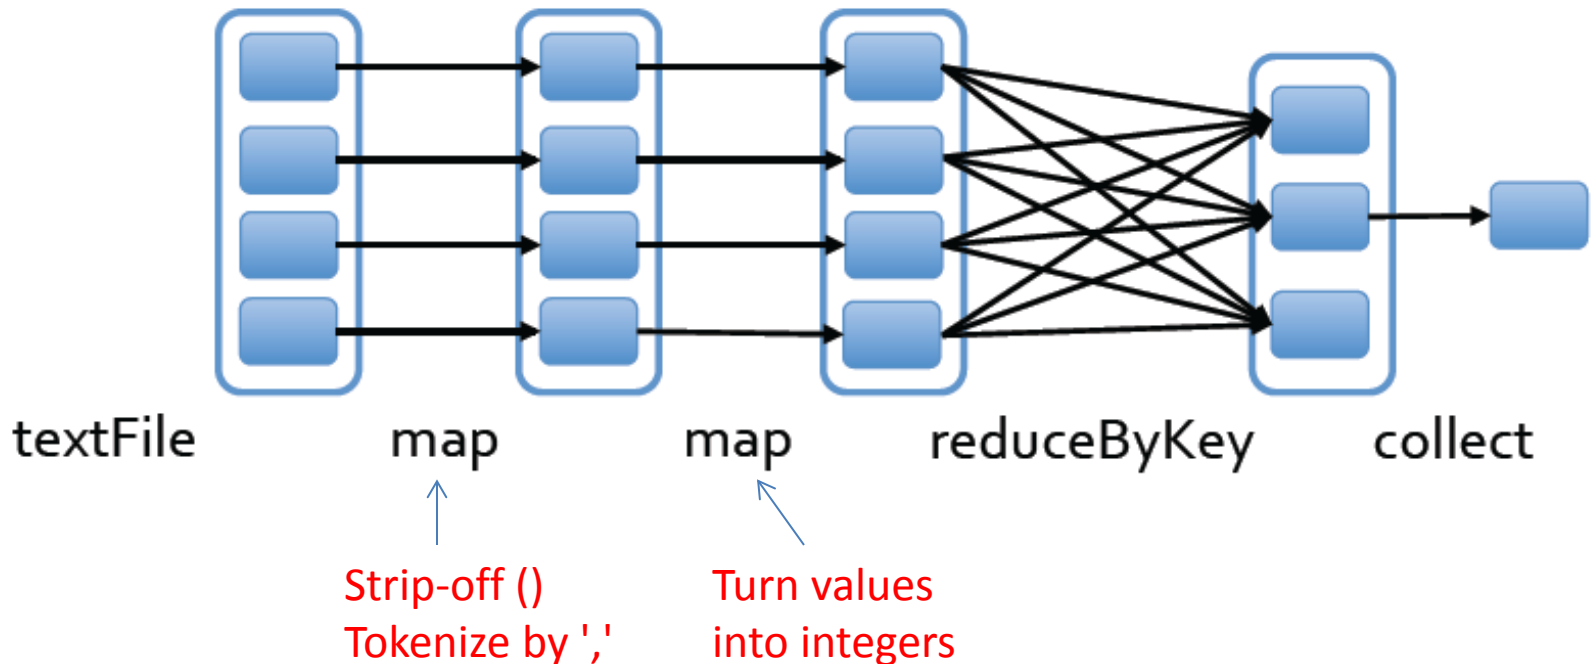 textFile map map reduceByKey collect
Strip-off ()
Tokenize by ','
Turn values
into integers